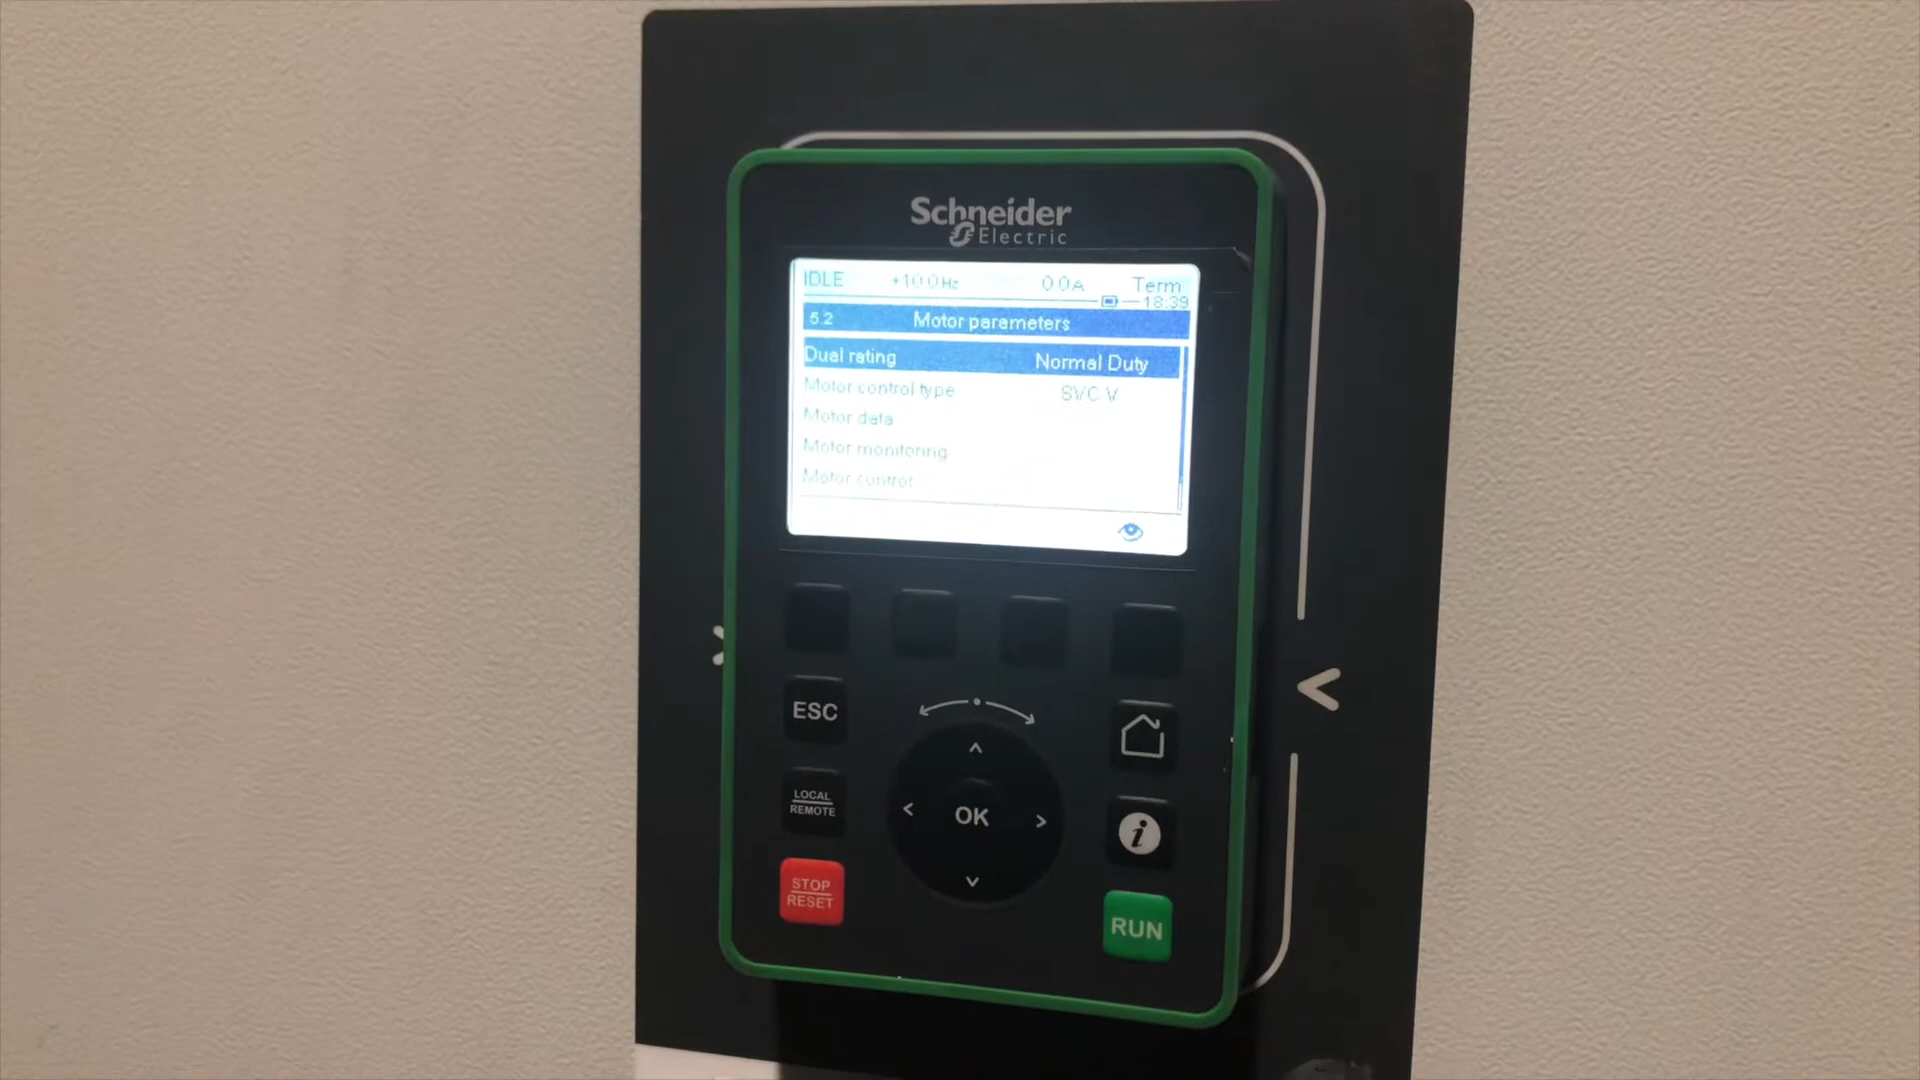 Schneider
Electric
IDLE +10.0Hz 0.0A Term
18:39
5.2 Motor parameters
Dual rating Normal Duty
Motor control type SVC V
Motor data
Motor monitoring
Motor control
ESC
LOCAL
REMOTE
OK
i
STOP
RESET
RUN